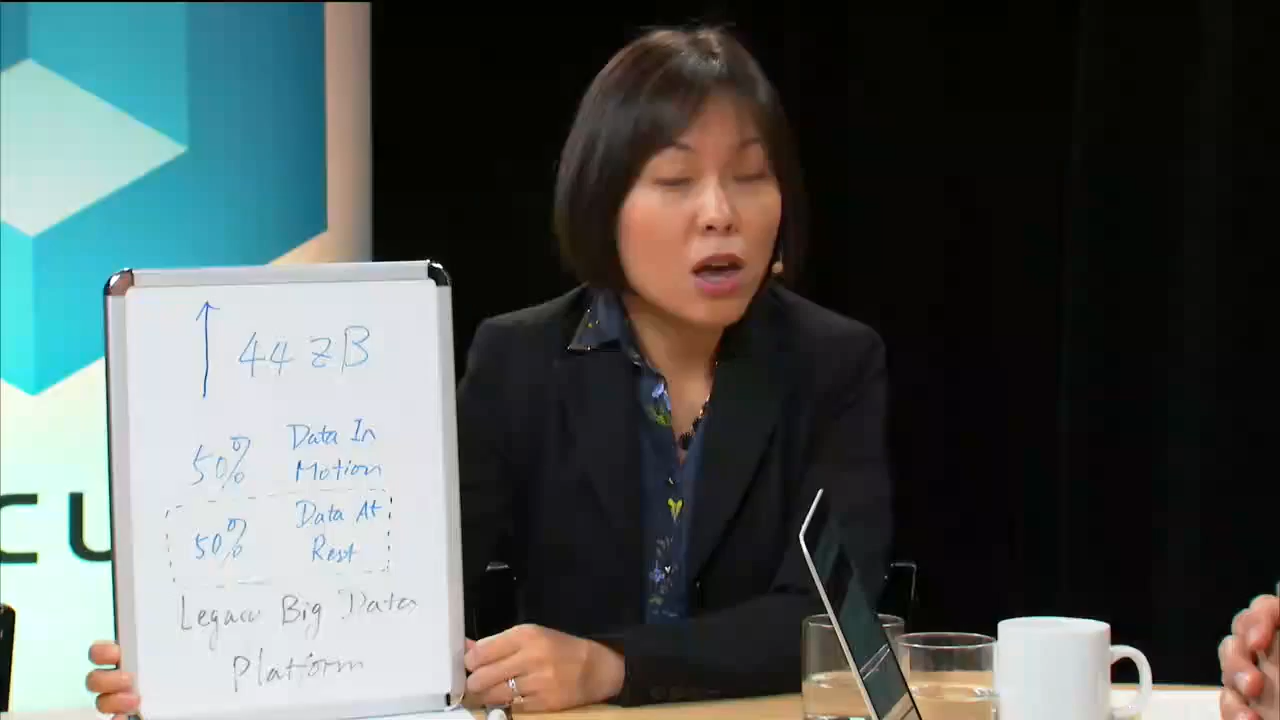 44 ZB
50% Data In
Motion
50% Data At
Rest
Legacy Big Data
Platform
CU